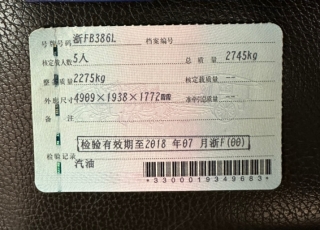 号牌号码 浙FB386L 档案编号
核定载人数 5人 总质量 2745kg
整备质量 2275kg 核定载质量 --
外廓尺寸 4909×1938×1772mm 准牵引总质量 --
备注
检验有效期至2018年07月浙F(00)
检验记录
汽油
*3300019349683*